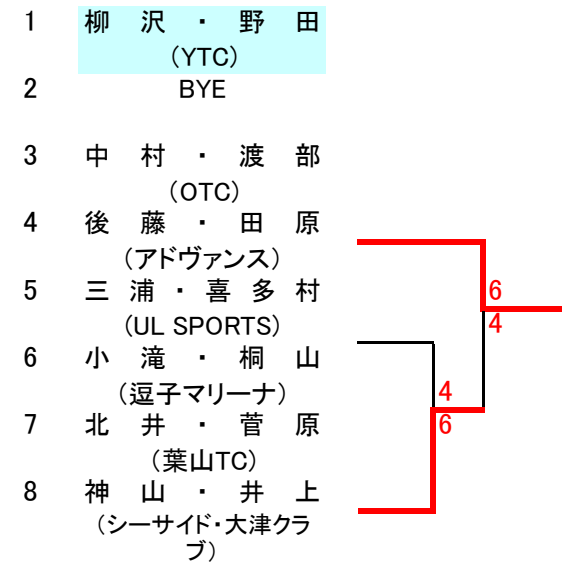 1 柳沢・野田
（YTC）
2 BYE
3 中村・渡部
（OTC）
4 後藤・田原
（アドヴァンス）
5 三浦・喜多村
（UL SPORTS）
6 小滝・桐山
（逗子マリーナ）
7 北井・菅原
（葉山TC）
8 神山・井上
（シーサイド・大津クラ
ブ）
6
4
4
6